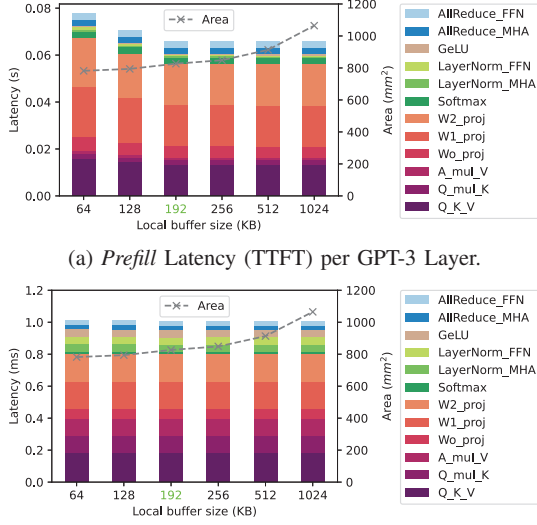 0.08
0.06
0.04
0.02
0.00
Latency (s)
Area
1200
1000
800
600
400
200
0
Area (mm²)
64 128 192 256 512 1024
Local buffer size (KB)
AllReduce_FFN
AllReduce_MHA
GeLU
LayerNorm_FFN
LayerNorm_MHA
Softmax
W2_proj
W1_proj
Wo_proj
A_mul_V
Q_mul_K
Q_K_V
(a) Prefill Latency (TTFT) per GPT-3 Layer.
1.2
1.0
0.8
0.6
0.4
0.2
0.0
Latency (ms)
Area
1200
1000
800
600
400
200
0
Area (mm²)
64 128 192 256 512 1024
Local buffer size (KB)
AllReduce_FFN
AllReduce_MHA
GeLU
LayerNorm_FFN
LayerNorm_MHA
Softmax
W2_proj
W1_proj
Wo_proj
A_mul_V
Q_mul_K
Q_K_V